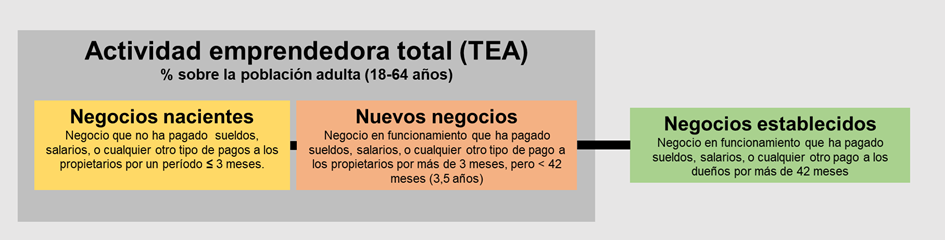 Actividad emprendedora total (TEA)
% sobre la población adulta (18-64 años)
Negocios nacientes
Negocio que no ha pagado sueldos,
salarios, o cualquier otro tipo de pagos a los
propietarios por un período ≤ 3 meses.
Nuevos negocios
Negocio en funcionamiento que ha pagado
sueldos, salarios, o cualquier otro tipo de pago a
los propietarios por más de 3 meses, pero < 42
meses (3,5 años)
Negocios establecidos
Negocio en funcionamiento que ha pagado
sueldos, salarios, o cualquier otro pago a los
dueños por más de 42 meses